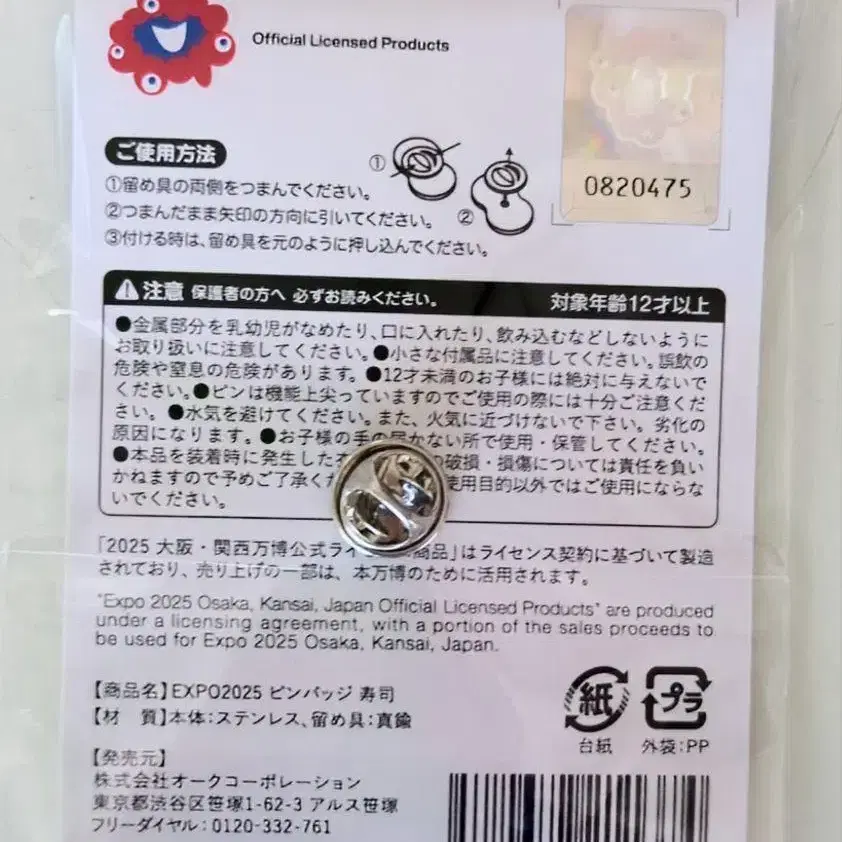 Official Licensed Products
0820475
ご使用方法
①留め具の両側をつまんでください。
②つまんだまま矢印の方向に引いてください。
③付ける時は、留め具を元のように押し込んでください。
①
②
注意 保護者の方へ 必ずお読みください。 対象年齢12才以上
●金属部分を乳幼児がなめたり、口に入れたり、飲み込むなどしないように
お取り扱いに注意してください。●小さな付属品に注意してください。誤飲の
危険や窒息の危険があります。●12才未満のお子様には絶対に与えないで
ください。●ピンは機能上尖っていますのでご使用の際には十分ご注意くださ
い。●水気を避けてください。また、火気に近づけないで下さい。劣化の
原因になります。●お子様の手の届かない所で使用・保管してください。
●本品を装着時に発生した の破損・損傷については責任を負い
かねますので予めご了承くだ 使用目的以外ではご使用にならな
いでください。
「2025 大阪・関西万博公式ライ 商品」はライセンス契約に基づいて製造
されており、売り上げの一部は、本万博のために活用されます。
"Expo 2025 Osaka, Kansai, Japan Official Licensed Products" are produced
under a licensing agreement, with a portion of the sales proceeds to
be used for Expo 2025 Osaka, Kansai, Japan.
【商品名】EXPO2025 ピンバッジ 寿司
【材 質】本体:ステンレス、留め具:真鍮
紙
台紙
プラ
外袋:PP
【発売元】
株式会社オークコーポレーション
東京都渋谷区笹塚1-62-3 アルス笹塚
フリーダイヤル:0120-332-761